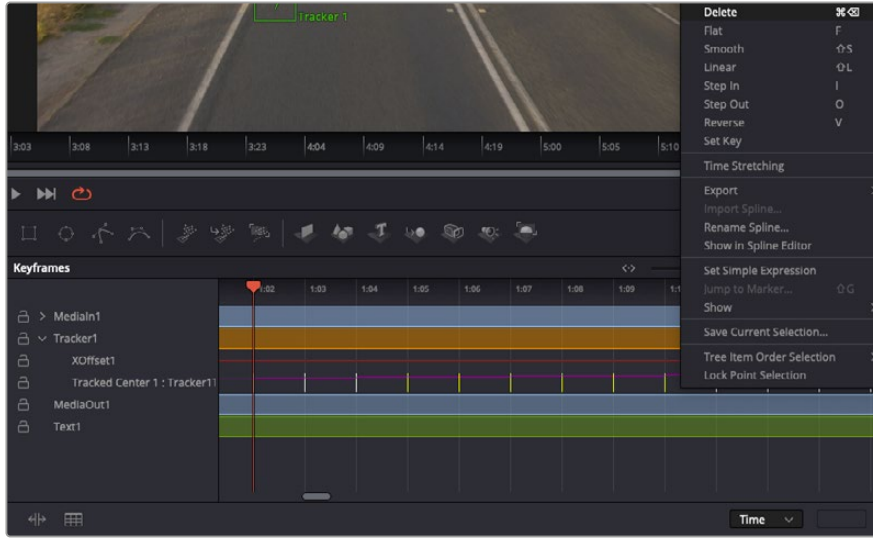 Tracker 1
Delete ⌘⌫
Flat F
Smooth ⇧S
Linear ⇧L
Step In I
Step Out O
Reverse V
Set Key
Time Stretching
Export
Import Spline...
Rename Spline...
Show in Spline Editor
Set Simple Expression
Jump to Marker... ⇧G
Show
Save Current Selection...
Tree Item Order Selection
Lock Point Selection
3:03 3:08 3:13 3:18 3:23 4:04 4:09 4:14 4:19 5:00 5:05 5:10
Keyframes
1:02 1:03 1:04 1:05 1:06 1:07 1:08 1:09
MediaIn1
Tracker1
XOffset1
Tracked Center 1 : Tracker1
MediaOut1
Text1
Time